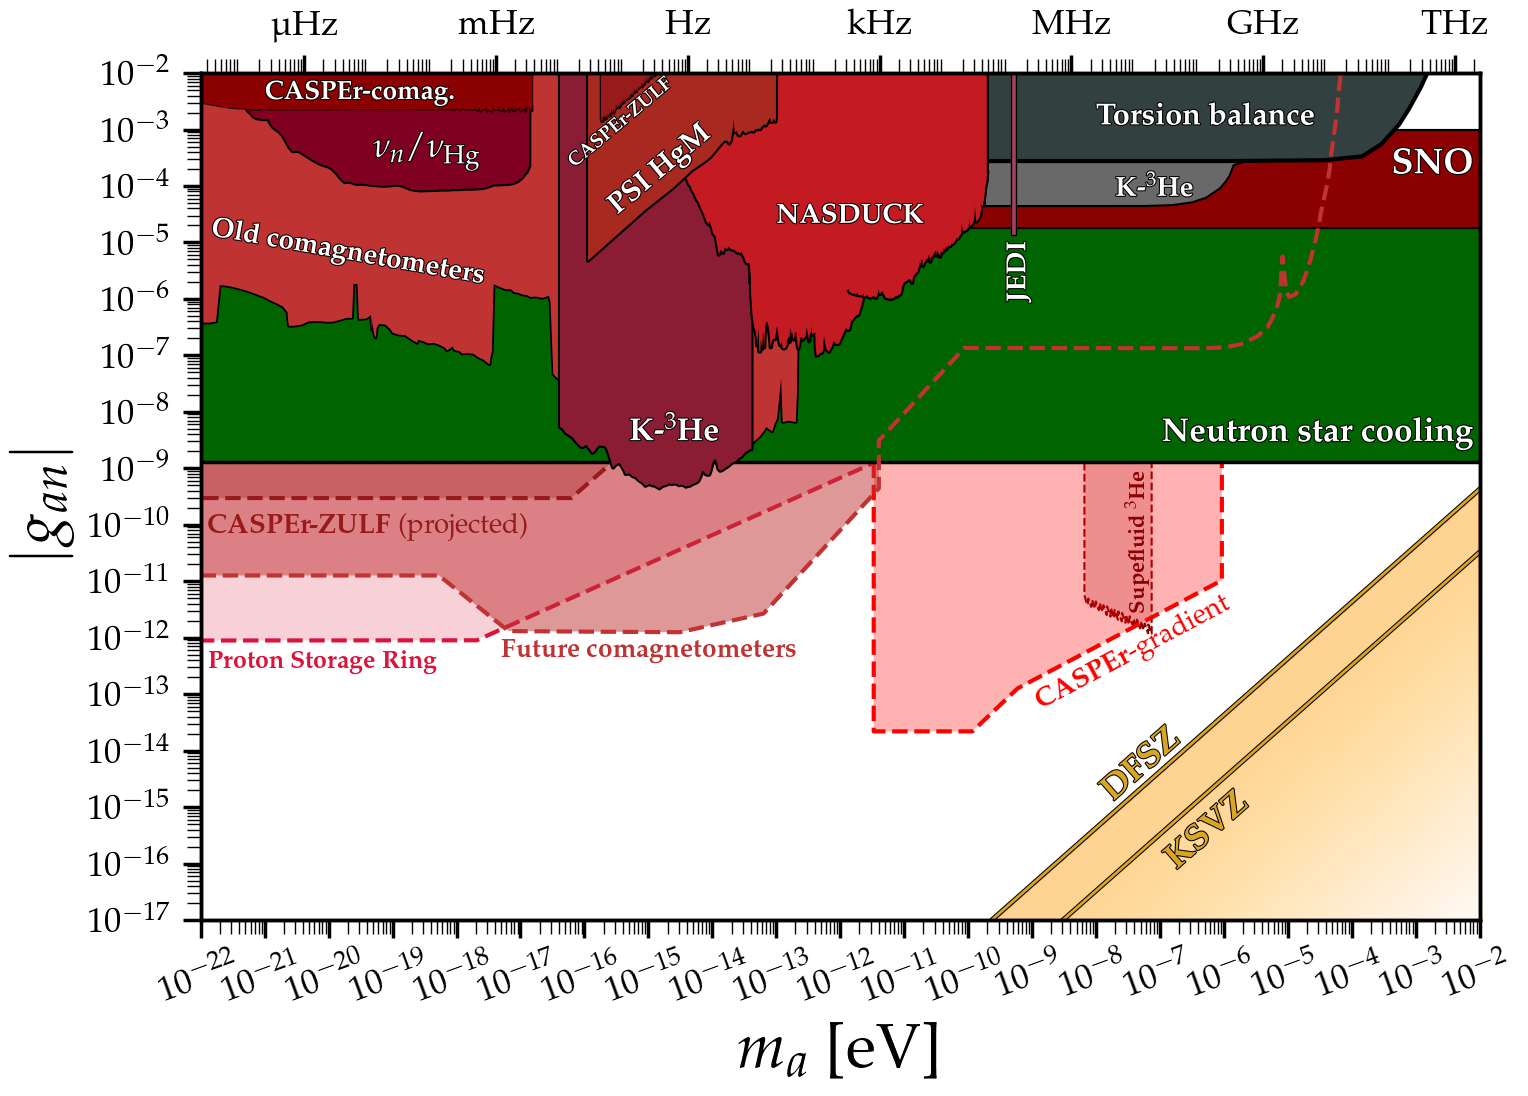 μHz mHz Hz kHz MHz GHz THz
10⁻²
10⁻³
10⁻⁴
10⁻⁵
10⁻⁶
10⁻⁷
10⁻⁸
10⁻⁹
10⁻¹⁰
10⁻¹¹
10⁻¹²
10⁻¹³
10⁻¹⁴
10⁻¹⁵
10⁻¹⁶
10⁻¹⁷
|gₐₙ|
CASPEr-comag.
νₙ/ν_Hg
Old comagnetometers
CASPEr-ZULF
PSI HgM
NASDUCK
K-³He
Torsion balance
K-³He
SNO
JEDI
Neutron star cooling
CASPEr-ZULF (projected)
Proton Storage Ring
Future comagnetometers
Supefluid ³He
CASPEr-gradient
DFSZ
KSVZ
10⁻²² 10⁻²¹ 10⁻²⁰ 10⁻¹⁹ 10⁻¹⁸ 10⁻¹⁷ 10⁻¹⁶ 10⁻¹⁵ 10⁻¹⁴ 10⁻¹³ 10⁻¹² 10⁻¹¹ 10⁻¹⁰ 10⁻⁹ 10⁻⁸ 10⁻⁷ 10⁻⁶ 10⁻⁵ 10⁻⁴ 10⁻³ 10⁻²
mₐ [eV]